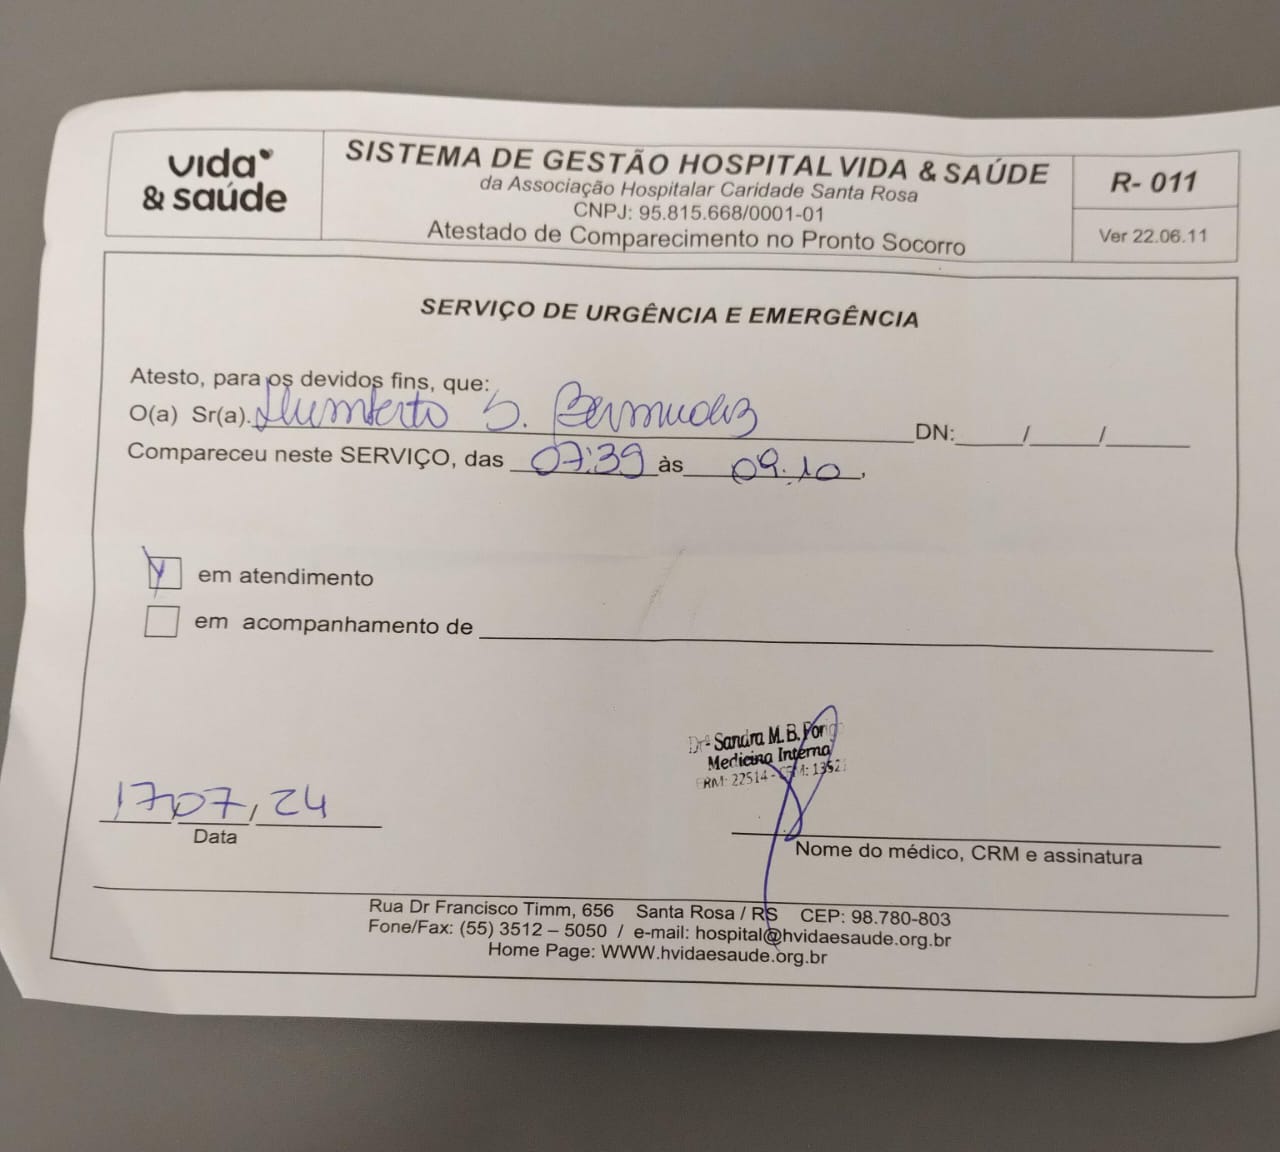 vida
& saúde
SISTEMA DE GESTÃO HOSPITAL VIDA & SAÚDE
da Associação Hospitalar Caridade Santa Rosa
CNPJ: 95.815.668/0001-01
Atestado de Comparecimento no Pronto Socorro
R- 011
Ver 22.06.11
SERVIÇO DE URGÊNCIA E EMERGÊNCIA
Atesto, para os devidos fins, que:
O(a) Sr(a). Humberto S. Bermudez DN: / /
Compareceu neste SERVIÇO, das 07:39 às 09.10,
em atendimento
em acompanhamento de
Drª Sandra M. B.
Medicina Interna
CRM: 22514 -
17/07/24
Data
Nome do médico, CRM e assinatura
Rua Dr Francisco Timm, 656 Santa Rosa / RS CEP: 98.780-803
Fone/Fax: (55) 3512 – 5050 / e-mail: hospital@hvidaesaude.org.br
Home Page: WWW.hvidaesaude.org.br